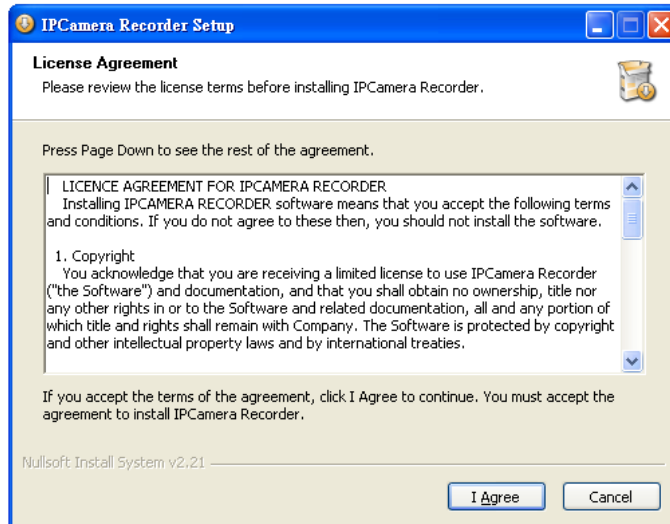 IPCamera Recorder Setup
License Agreement
Please review the license terms before installing IPCamera Recorder.
Press Page Down to see the rest of the agreement.
LICENCE AGREEMENT FOR IPCAMERA RECORDER
Installing IPCAMERA RECORDER software means that you accept the following terms
and conditions. If you do not agree to these then, you should not install the software.
1. Copyright
You acknowledge that you are receiving a limited license to use IPCamera Recorder
("the Software") and documentation, and that you shall obtain no ownership, title nor
any other rights in or to the Software and related documentation, all and any portion of
which title and rights shall remain with Company. The Software is protected by copyright
and other intellectual property laws and by international treaties.
If you accept the terms of the agreement, click I Agree to continue. You must accept the
agreement to install IPCamera Recorder.
Nullsoft Install System v2.21
I Agree
Cancel